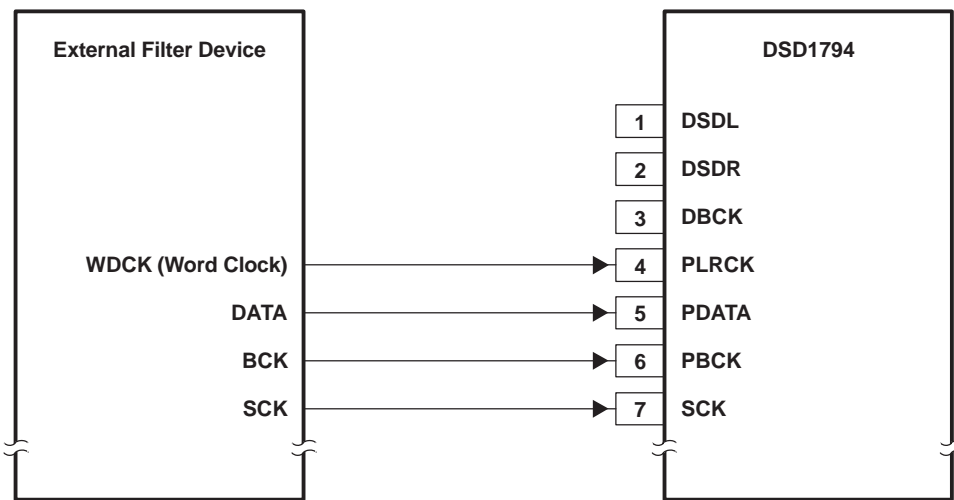 External Filter Device
DSD1794
1 DSDL
2 DSDR
3 DBCK
WDCK (Word Clock) 4 PLRCK
DATA 5 PDATA
BCK 6 PBCK
SCK 7 SCK